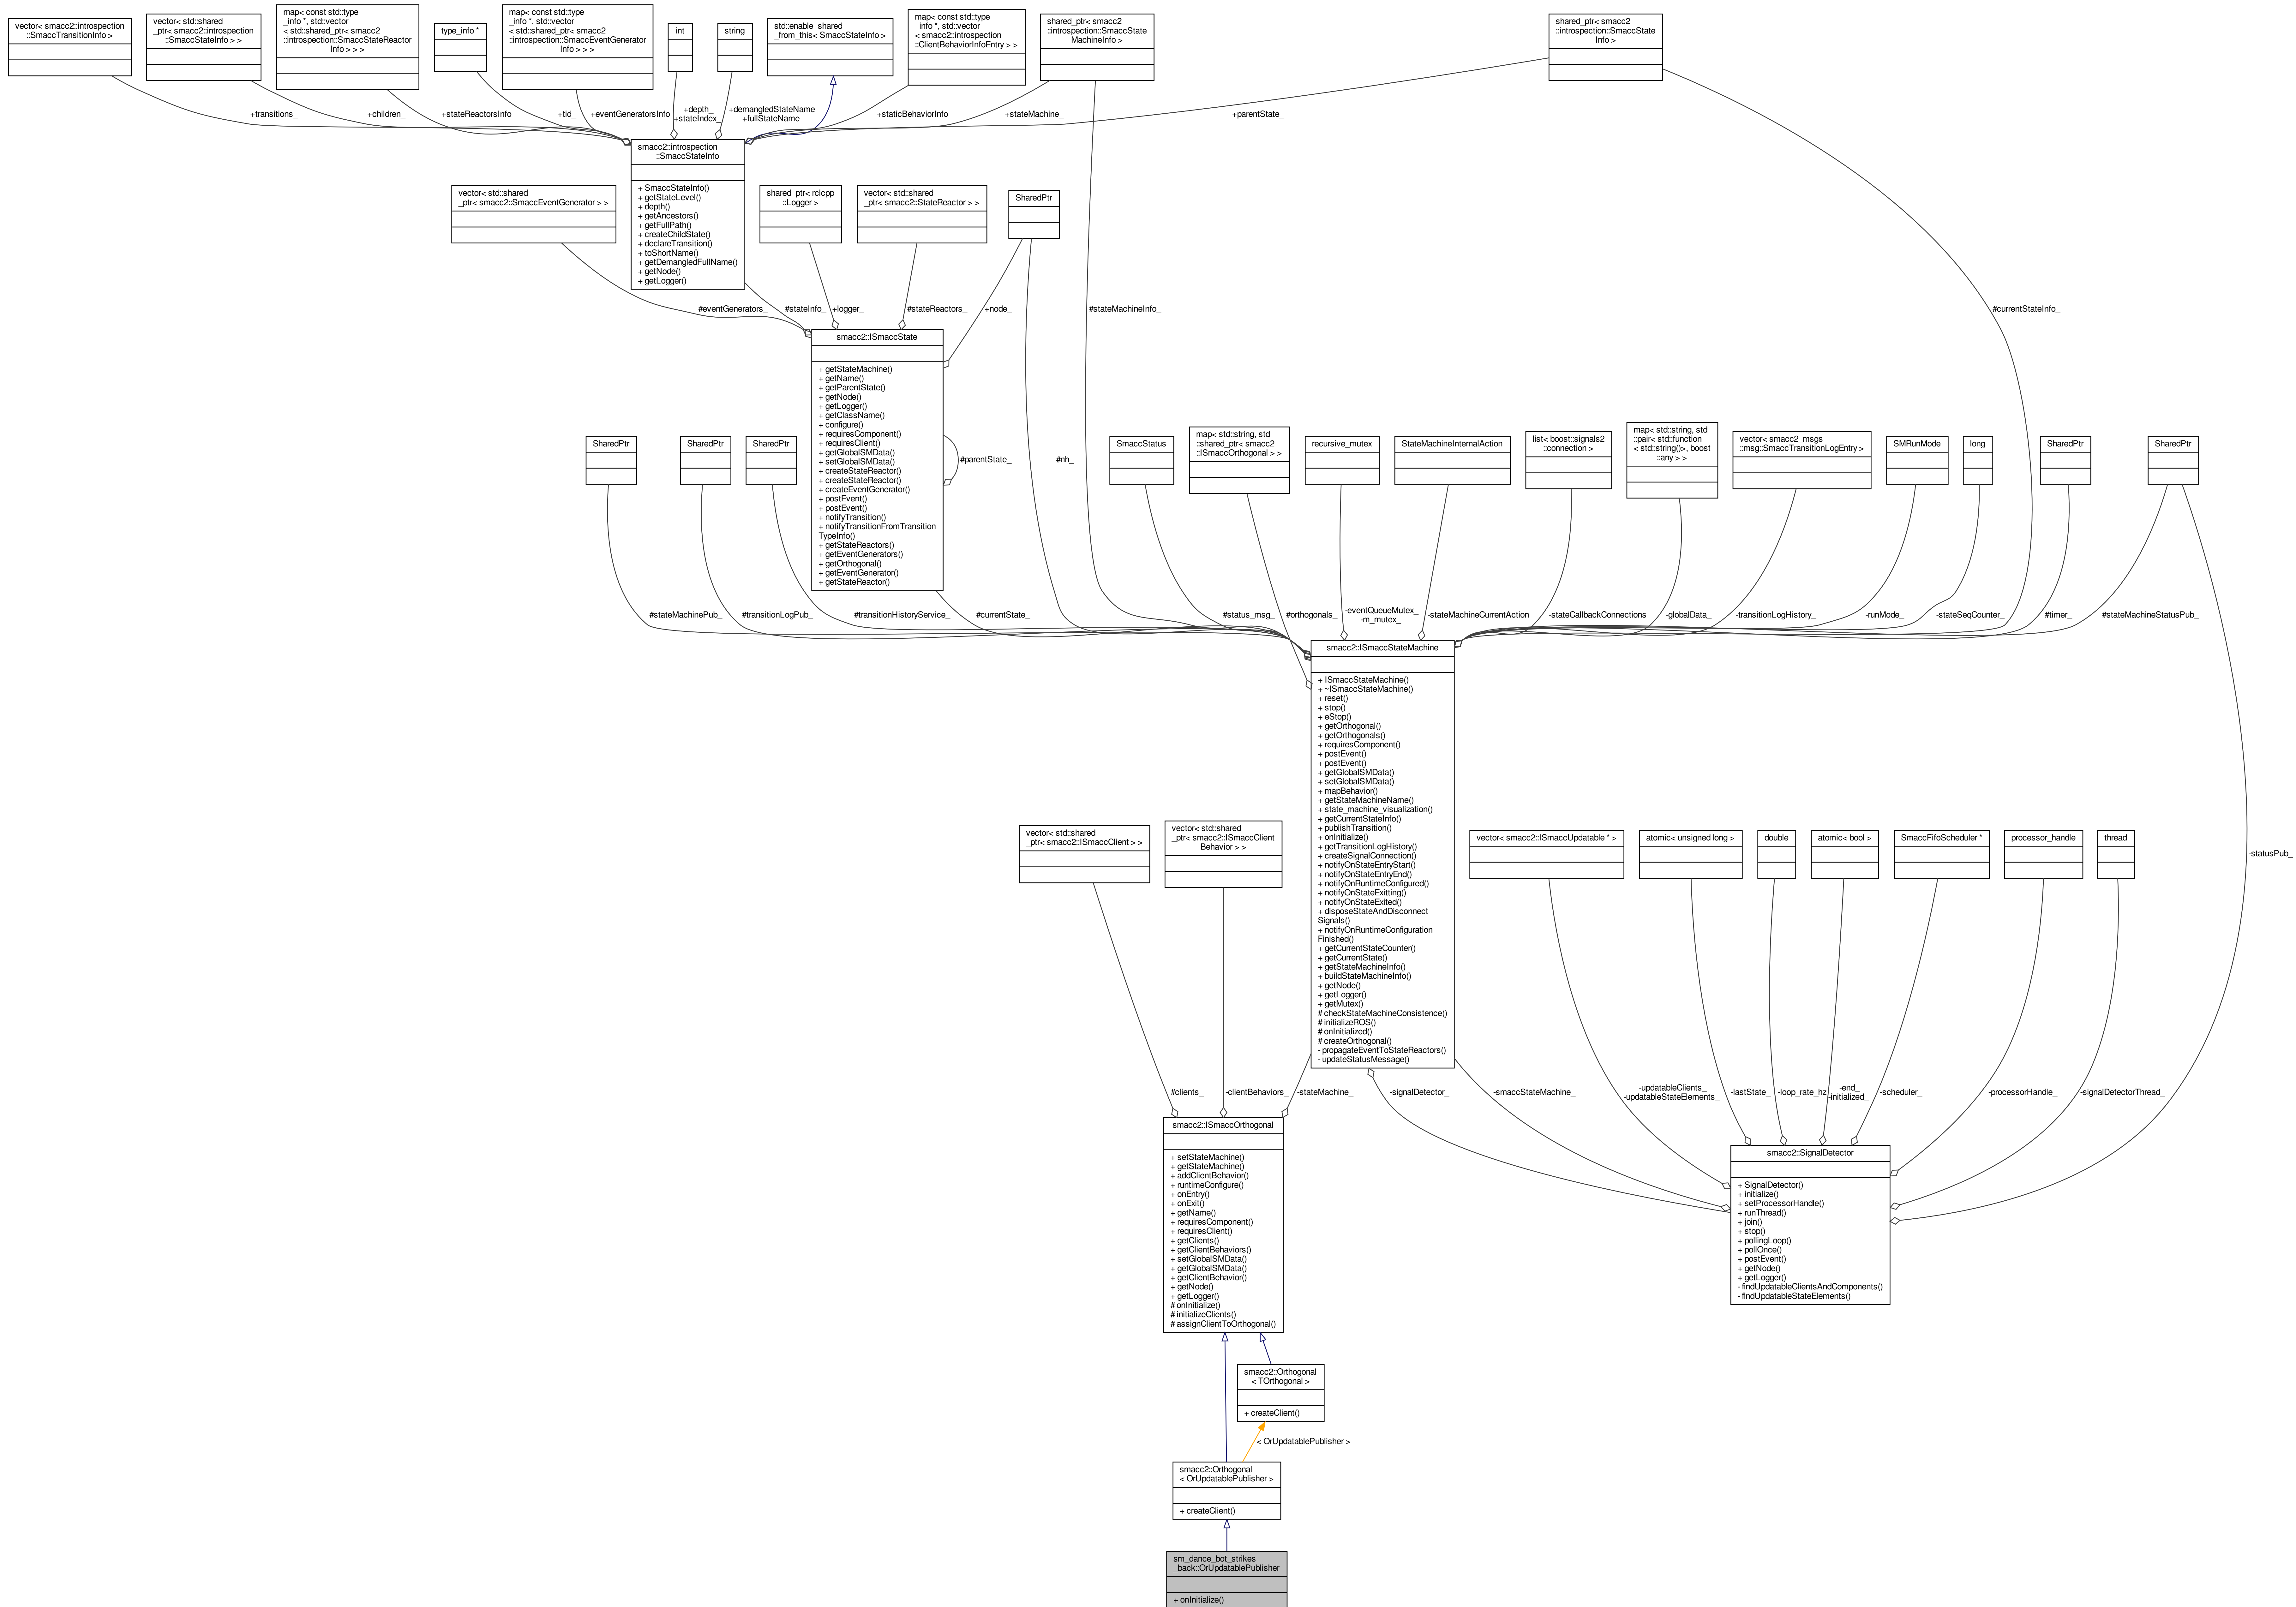 vector< smacc2::introspection
::SmaccTransitionInfo >
vector< std::shared
_ptr< smacc2::introspection
::SmaccStateInfo > >
map< const std::type
_info *, std::vector
< std::shared_ptr< smacc2
::introspection::SmaccStateReactor
Info > > >
type_info *
map< const std::type
_info *, std::vector
< std::shared_ptr< smacc2
::introspection::SmaccEventGenerator
Info > > >
int
string
std::enable_shared
_from_this< SmaccStateInfo >
map< const std::type
_info *, std::vector
< smacc2::introspection
::ClientBehaviorInfoEntry > >
shared_ptr< smacc2
::introspection::SmaccState
MachineInfo >
shared_ptr< smacc2
::introspection::SmaccState
Info >
+transitions_
+children_
+stateReactorsInfo
+tid_
+eventGeneratorsInfo
+depth_
+stateIndex_
+demangledStateName
+fullStateName
+staticBehaviorInfo
+stateMachine_
+parentState_
smacc2::introspection
::SmaccStateInfo
+ SmaccStateInfo()
+ getStateLevel()
+ depth()
+ getAncestors()
+ getFullPath()
+ createChildState()
+ declareTransition()
+ toShortName()
+ getDemangledFullName()
+ getNode()
+ getLogger()
vector< std::shared
_ptr< smacc2::SmaccEventGenerator > >
shared_ptr< rclcpp
::Logger >
vector< std::shared
_ptr< smacc2::StateReactor > >
SharedPtr
#eventGenerators_
#stateInfo_
+logger_
#stateReactors_
+node_
#stateMachineInfo_
#currentStateInfo_
smacc2::ISmaccState
+ getStateMachine()
+ getName()
+ getParentState()
+ getNode()
+ getLogger()
+ getClassName()
+ configure()
+ requiresComponent()
+ requiresClient()
+ getGlobalSMData()
+ setGlobalSMData()
+ createStateReactor()
+ createStateReactor()
+ createEventGenerator()
+ postEvent()
+ postEvent()
+ notifyTransition()
+ notifyTransitionFromTransition
TypeInfo()
+ getStateReactors()
+ getEventGenerators()
+ getOrthogonal()
+ getEventGenerator()
+ getStateReactor()
#parentState_
#nh_
SharedPtr
SharedPtr
SharedPtr
SmaccStatus
map< std::string, std
::shared_ptr< smacc2
::ISmaccOrthogonal > >
recursive_mutex
StateMachineInternalAction
list< boost::signals2
::connection >
map< std::string, std
::pair< std::function
< std::string()>, boost
::any > >
vector< smacc2_msgs
::msg::SmaccTransitionLogEntry >
SMRunMode
long
SharedPtr
SharedPtr
#stateMachinePub_
#transitionLogPub_
#transitionHistoryService_
#currentState_
#status_msg_
#orthogonals_
-eventQueueMutex_
-m_mutex_
-stateMachineCurrentAction
-stateCallbackConnections
-globalData_
-transitionLogHistory_
-runMode_
-stateSeqCounter_
#timer_
#stateMachineStatusPub_
smacc2::ISmaccStateMachine
+ ISmaccStateMachine()
+ ~ISmaccStateMachine()
+ reset()
+ stop()
+ eStop()
+ getOrthogonal()
+ getOrthogonals()
+ requiresComponent()
+ postEvent()
+ postEvent()
+ getGlobalSMData()
+ setGlobalSMData()
+ mapBehavior()
+ getStateMachineName()
+ state_machine_visualization()
+ getCurrentStateInfo()
+ publishTransition()
+ onInitialize()
+ getTransitionLogHistory()
+ createSignalConnection()
+ notifyOnStateEntryStart()
+ notifyOnStateEntryEnd()
+ notifyOnRuntimeConfigured()
+ notifyOnStateExitting()
+ notifyOnStateExited()
+ disposeStateAndDisconnect
Signals()
+ notifyOnRuntimeConfiguration
Finished()
+ getCurrentStateCounter()
+ getCurrentState()
+ getStateMachineInfo()
+ buildStateMachineInfo()
+ getNode()
+ getLogger()
+ getMutex()
# checkStateMachineConsistence()
# initializeROS()
# onInitialized()
# createOrthogonal()
- propagateEventToStateReactors()
- updateStatusMessage()
vector< std::shared
_ptr< smacc2::ISmaccClient > >
vector< std::shared
_ptr< smacc2::ISmaccClient
Behavior > >
vector< smacc2::ISmaccUpdatable * >
atomic< unsigned long >
double
atomic< bool >
SmaccFifoScheduler *
processor_handle
thread
-statusPub_
#clients_
-clientBehaviors_
-stateMachine_
-signalDetector_
-smaccStateMachine_
-updatableClients_
-updatableStateElements_
-lastState_
-loop_rate_hz
-end_
-initialized_
-scheduler_
-processorHandle_
-signalDetectorThread_
smacc2::ISmaccOrthogonal
+ setStateMachine()
+ getStateMachine()
+ addClientBehavior()
+ runtimeConfigure()
+ onEntry()
+ onExit()
+ getName()
+ requiresComponent()
+ requiresClient()
+ getClients()
+ getClientBehaviors()
+ setGlobalSMData()
+ getGlobalSMData()
+ getClientBehavior()
+ getNode()
+ getLogger()
# onInitialize()
# initializeClients()
# assignClientToOrthogonal()
smacc2::SignalDetector
+ SignalDetector()
+ initialize()
+ setProcessorHandle()
+ runThread()
+ join()
+ stop()
+ pollingLoop()
+ pollOnce()
+ postEvent()
+ getNode()
+ getLogger()
- findUpdatableClientsAndComponents()
- findUpdatableStateElements()
smacc2::Orthogonal
< TOrthogonal >
+ createClient()
< OrUpdatablePublisher >
smacc2::Orthogonal
< OrUpdatablePublisher >
+ createClient()
sm_dance_bot_strikes
_back::OrUpdatablePublisher
+ onInitialize()